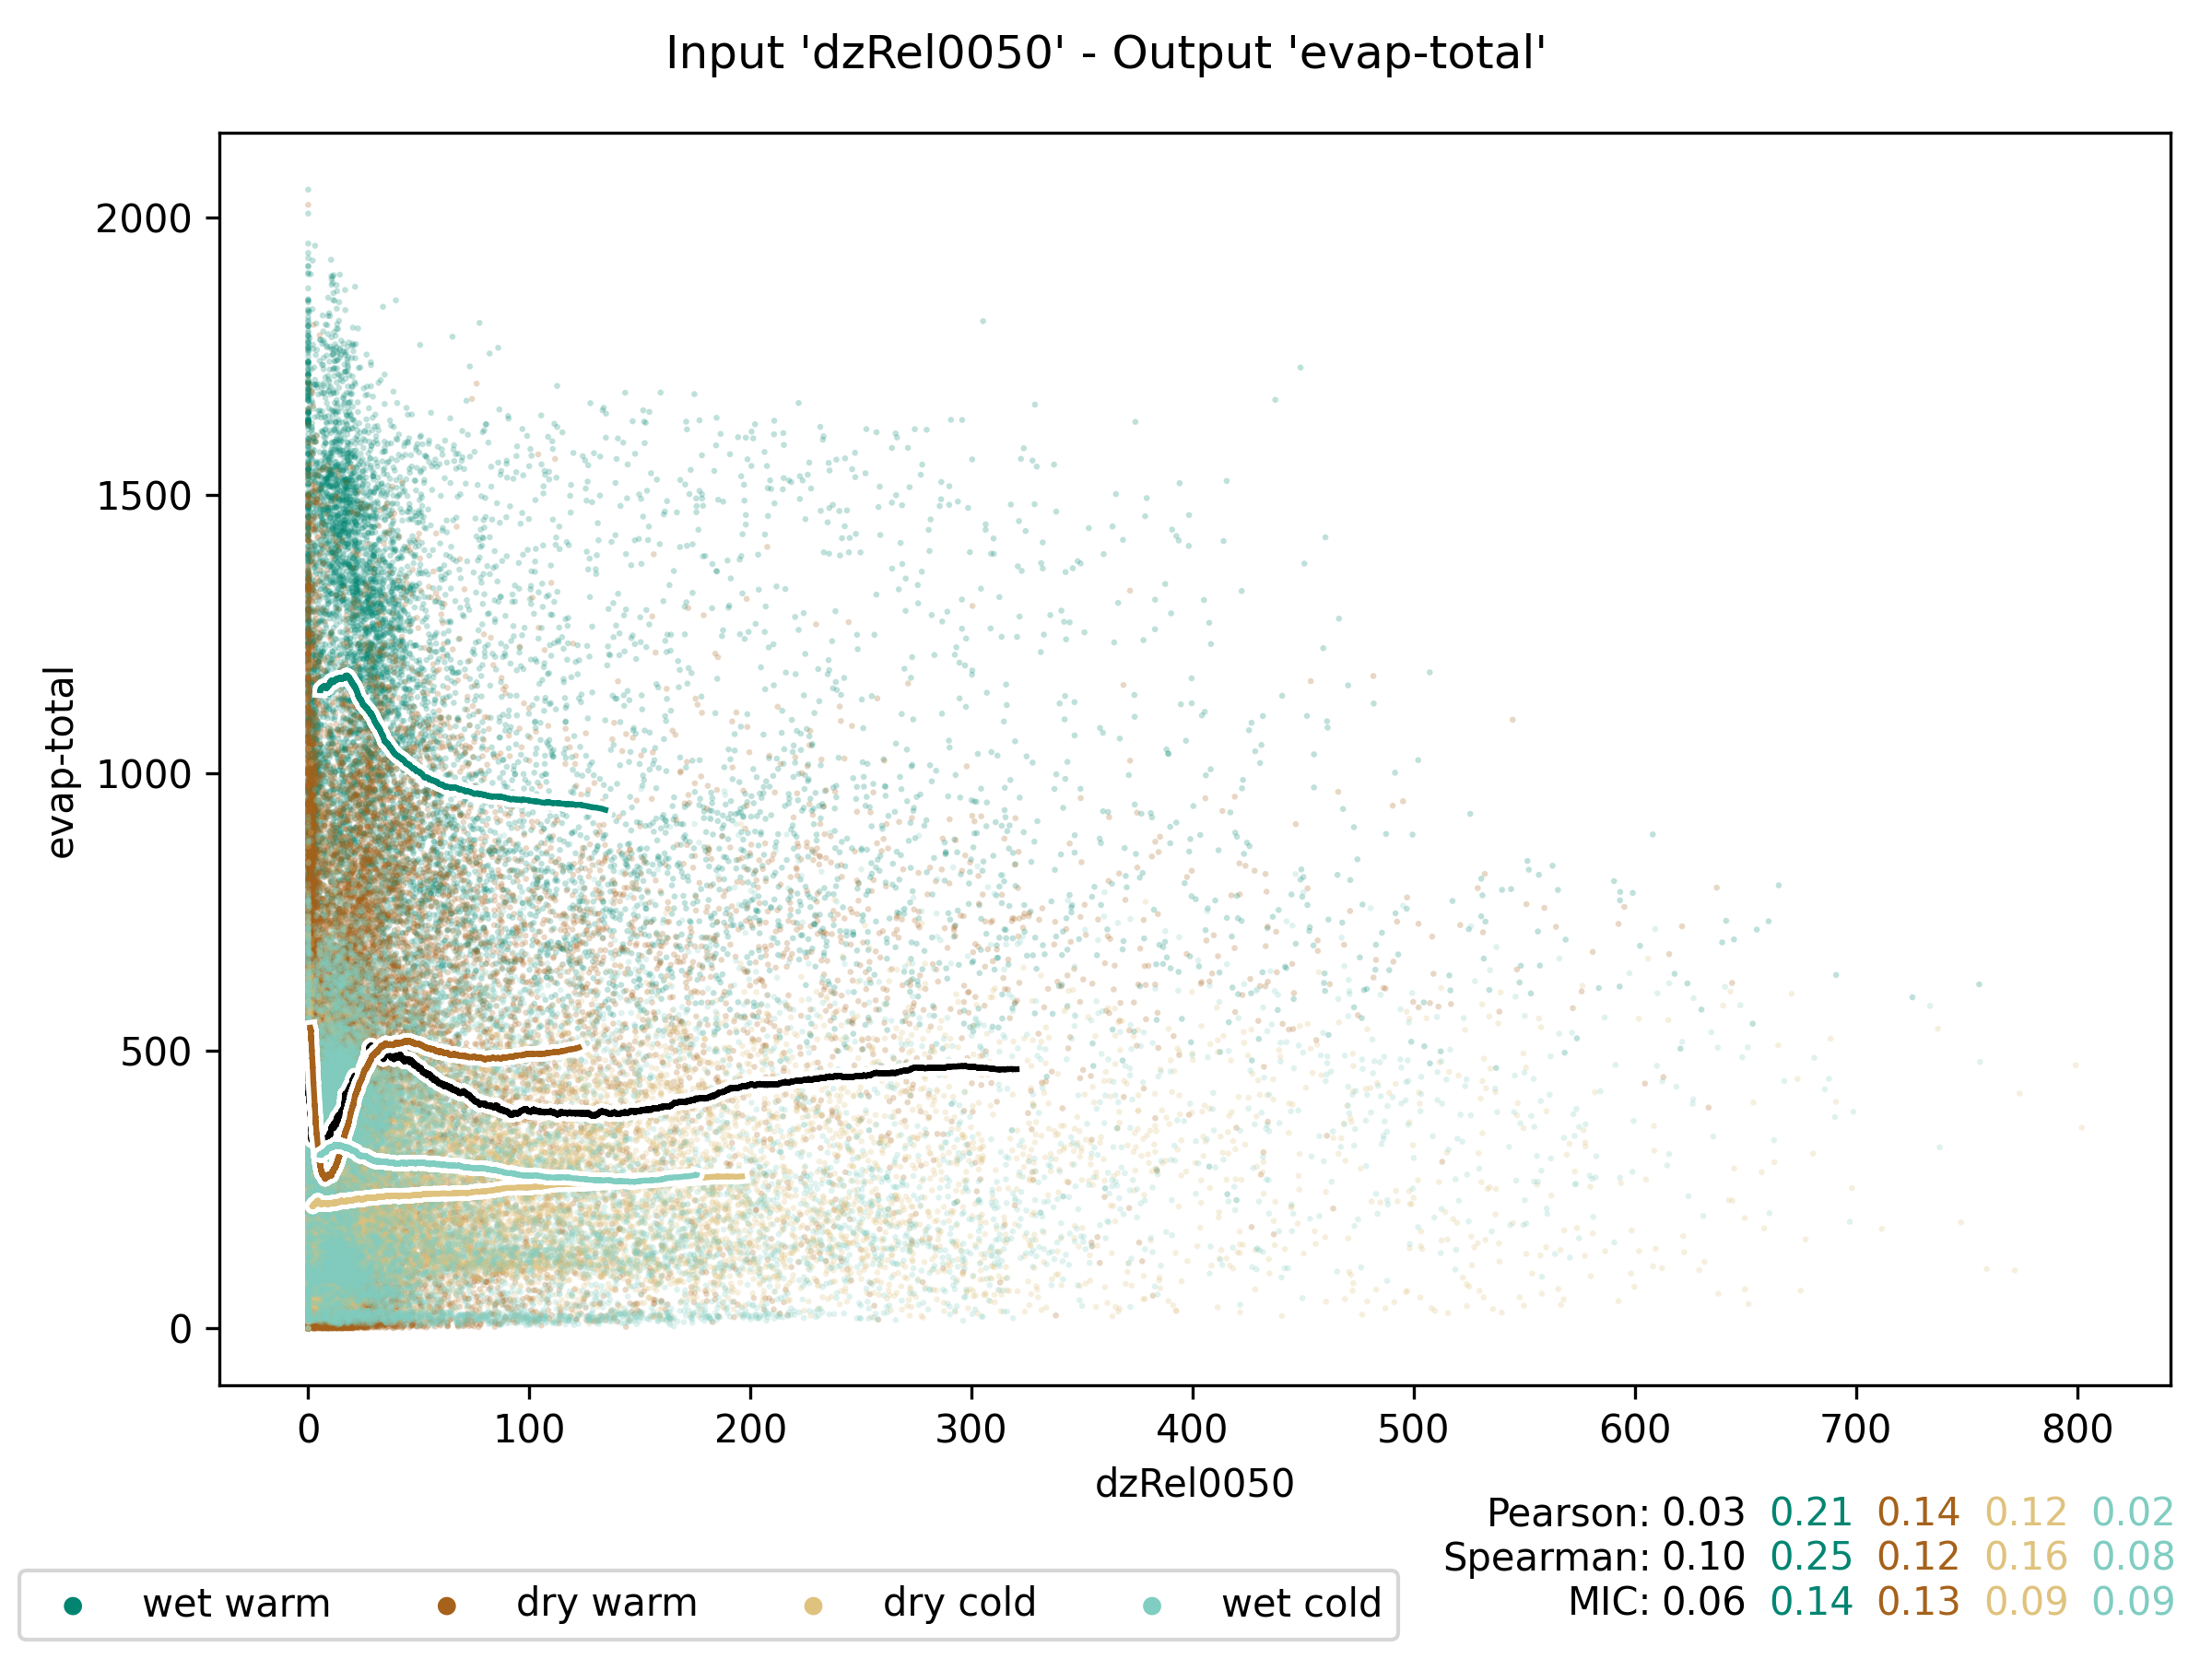 Input 'dzRel0050' - Output 'evap-total'
2000
1500
1000
500
0
evap-total
0 100 200 300 400 500 600 700 800
dzRel0050
Pearson: 0.03 0.21 0.14 0.12 0.02
Spearman: 0.10 0.25 0.12 0.16 0.08
MIC: 0.06 0.14 0.13 0.09 0.09
wet warm dry warm dry cold wet cold